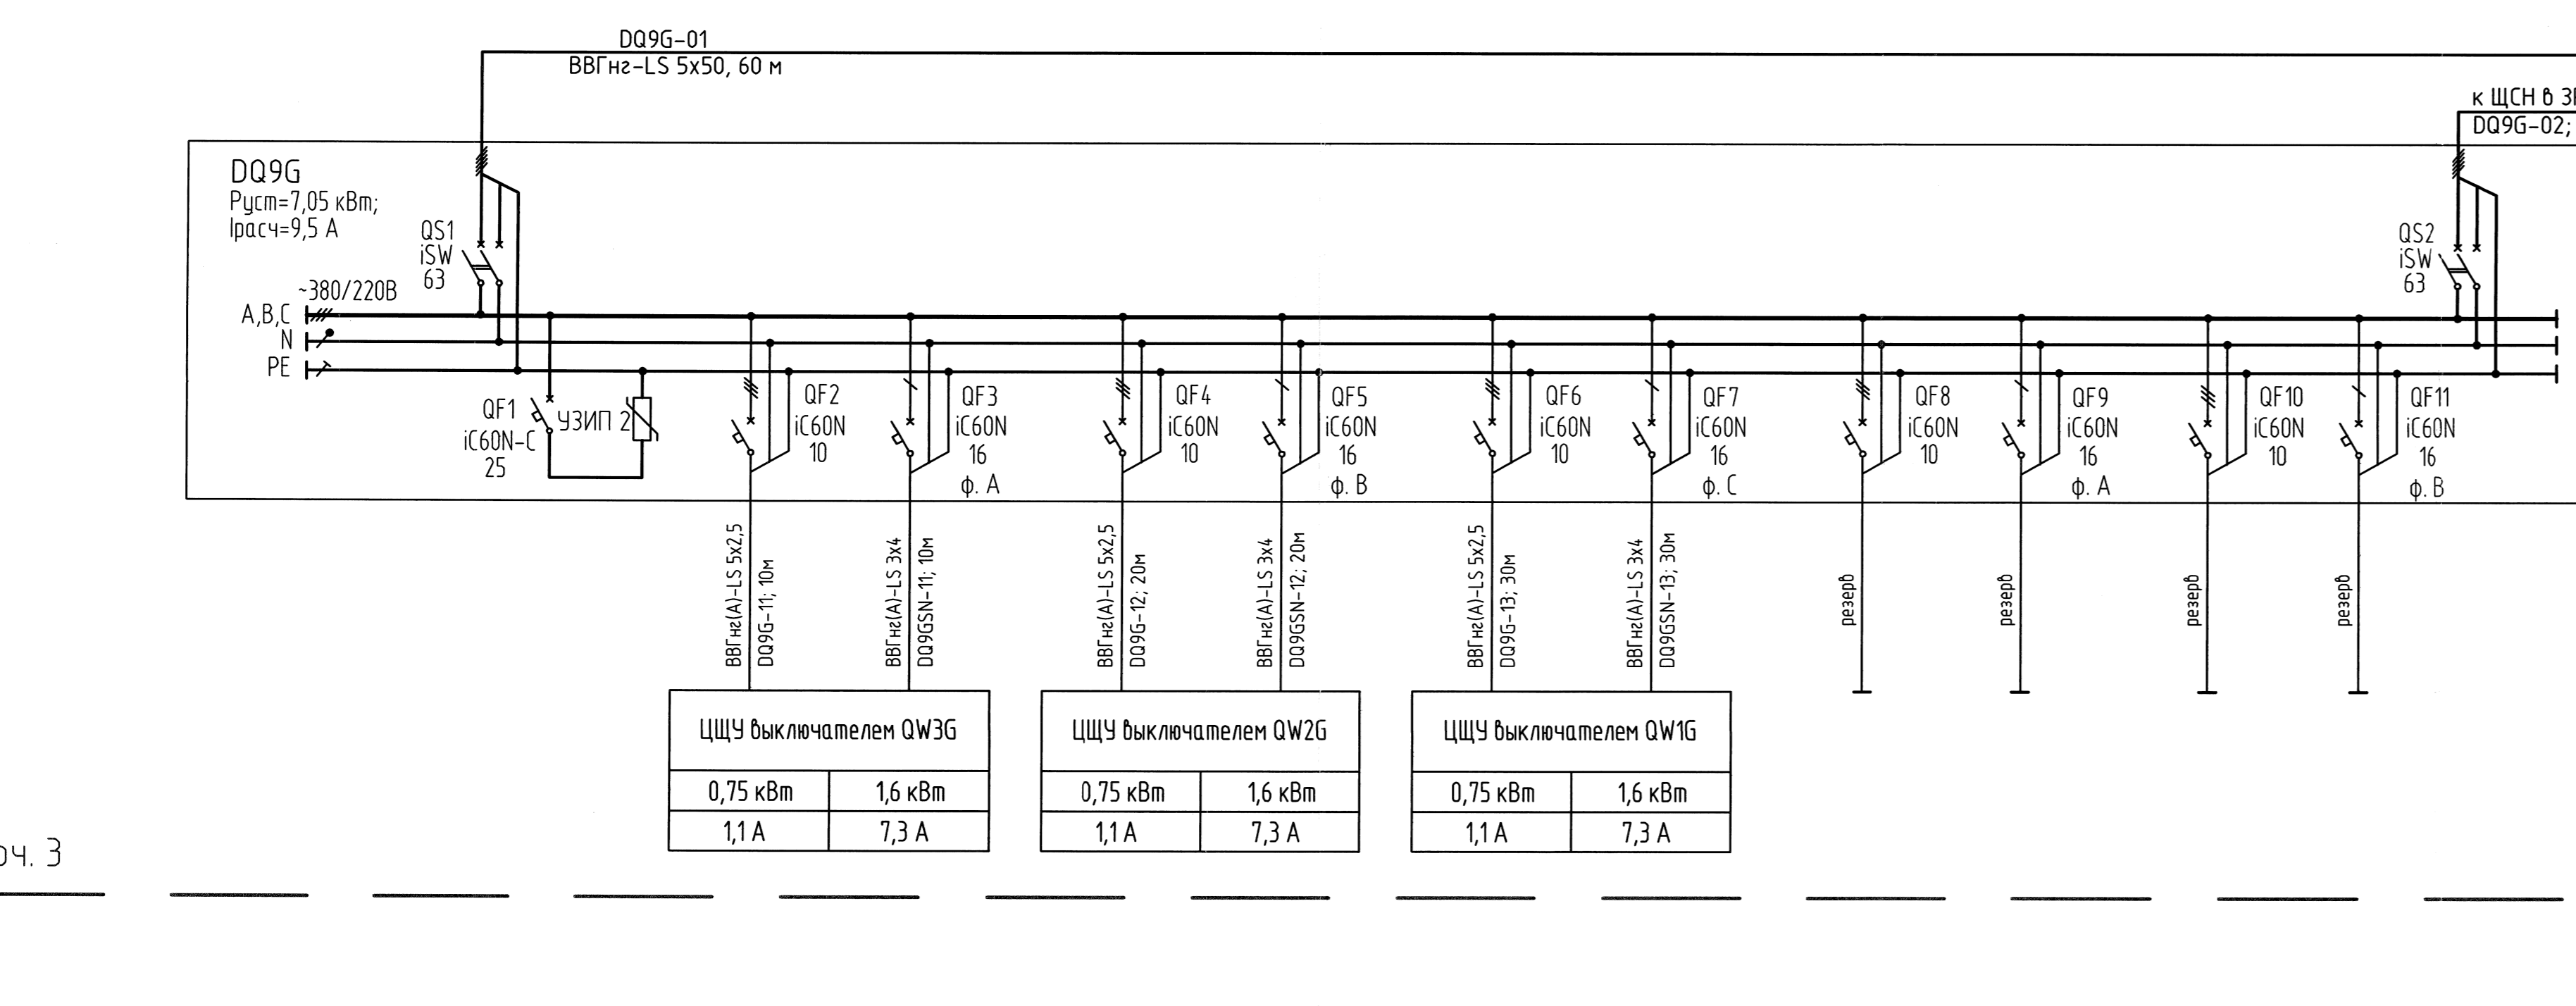 DQ9G-01
ВВГнг-LS 5х50, 60 м
к ЩСН в
DQ9G-02;
DQ9G
Руст=7,05 кВт;
Iрасч=9,5 А
QS1
iSW
63
QS2
iSW
63
~380/220В
A,B,C
N
PE
QF1
iC60N-C
25
УЗИП 2
QF2
iC60N
10
QF3
iC60N
16
ф. А
QF4
iC60N
10
QF5
iC60N
16
ф. В
QF6
iC60N
10
QF7
iC60N
16
ф. С
QF8
iC60N
10
QF9
iC60N
16
ф. А
QF10
iC60N
10
QF11
iC60N
16
ф. В
ВВГнг(А)-LS 5х2,5
DQ9G-11; 10м
ВВГнг(А)-LS 3х4
DQ9GSN-11; 10м
ВВГнг(А)-LS 5х2,5
DQ9G-12; 20м
ВВГнг(А)-LS 3х4
DQ9GSN-12; 20м
ВВГнг(А)-LS 5х2,5
DQ9G-13; 30м
ВВГнг(А)-LS 3х4
DQ9GSN-13; 30м
резерв
резерв
резерв
резерв
ЦЩУ выключателем QW3G
0,75 кВт 1,6 кВт
1,1 А 7,3 А
ЦЩУ выключателем QW2G
0,75 кВт 1,6 кВт
1,1 А 7,3 А
ЦЩУ выключателем QW1G
0,75 кВт 1,6 кВт
1,1 А 7,3 А
3